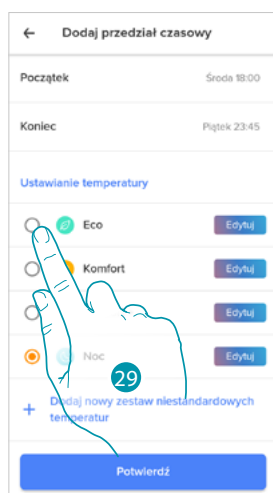 ← Dodaj przedział czasowy
Początek Środa 18:00
Koniec Piątek 23:45
Ustawianie temperatury
Eco Edytuj
Komfort Edytuj
Edytuj
Noc Edytuj
29
+ Dodaj nowy zestaw niestandardowych
temperatur
Potwierdź